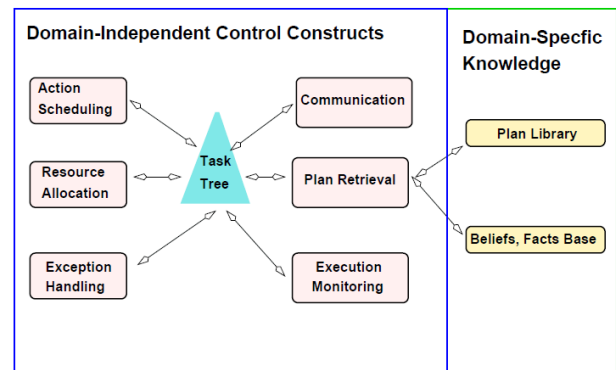 Domain-Independent Control Constructs
Domain-Specfic
Knowledge
Action
Scheduling
Communication
Task
Tree
Resource
Allocation
Plan Retrieval
Exception
Handling
Execution
Monitoring
Plan Library
Beliefs, Facts Base